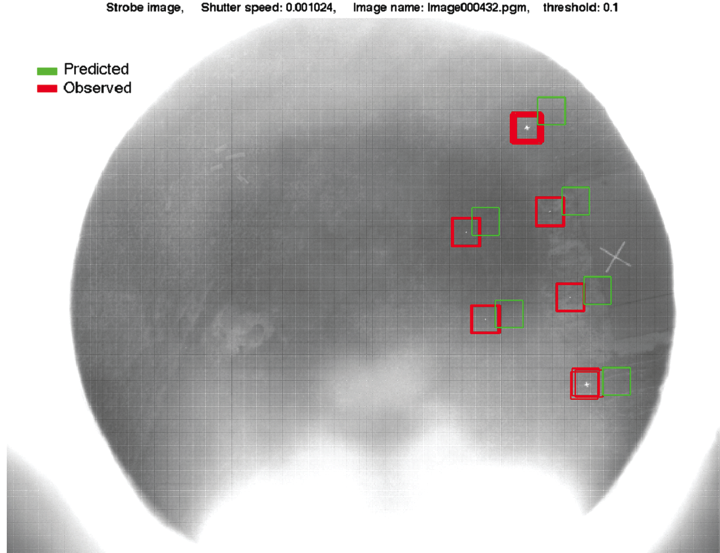 Strobe image, Shutter speed: 0.001024, Image name: Image000432.pgm, threshold: 0.1
Predicted
Observed